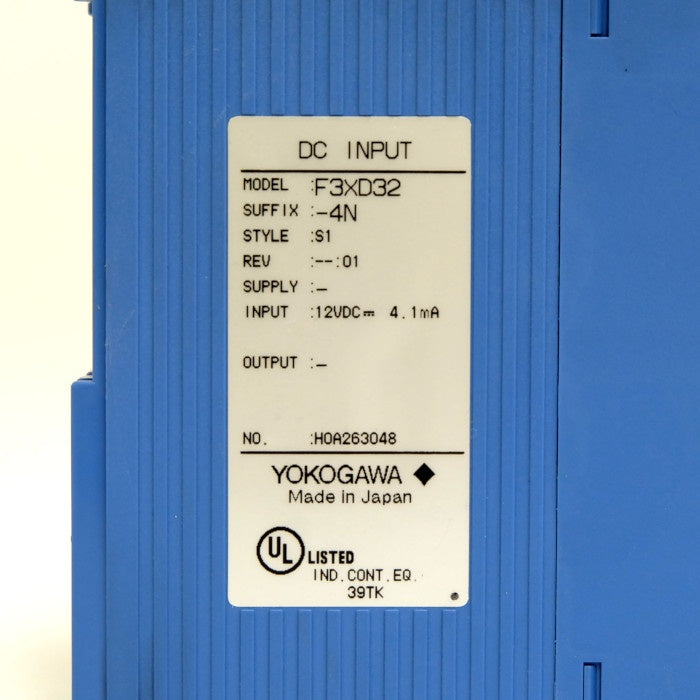 DC INPUT
MODEL :F3XD32
SUFFIX :-4N
STYLE :S1
REV :--:01
SUPPLY :-
INPUT :12VDC⎓ 4.1mA
OUTPUT :-
NO. :H0A263048
YOKOGAWA ◆
Made in Japan
UL LISTED
IND.CONT.EQ.
39TK